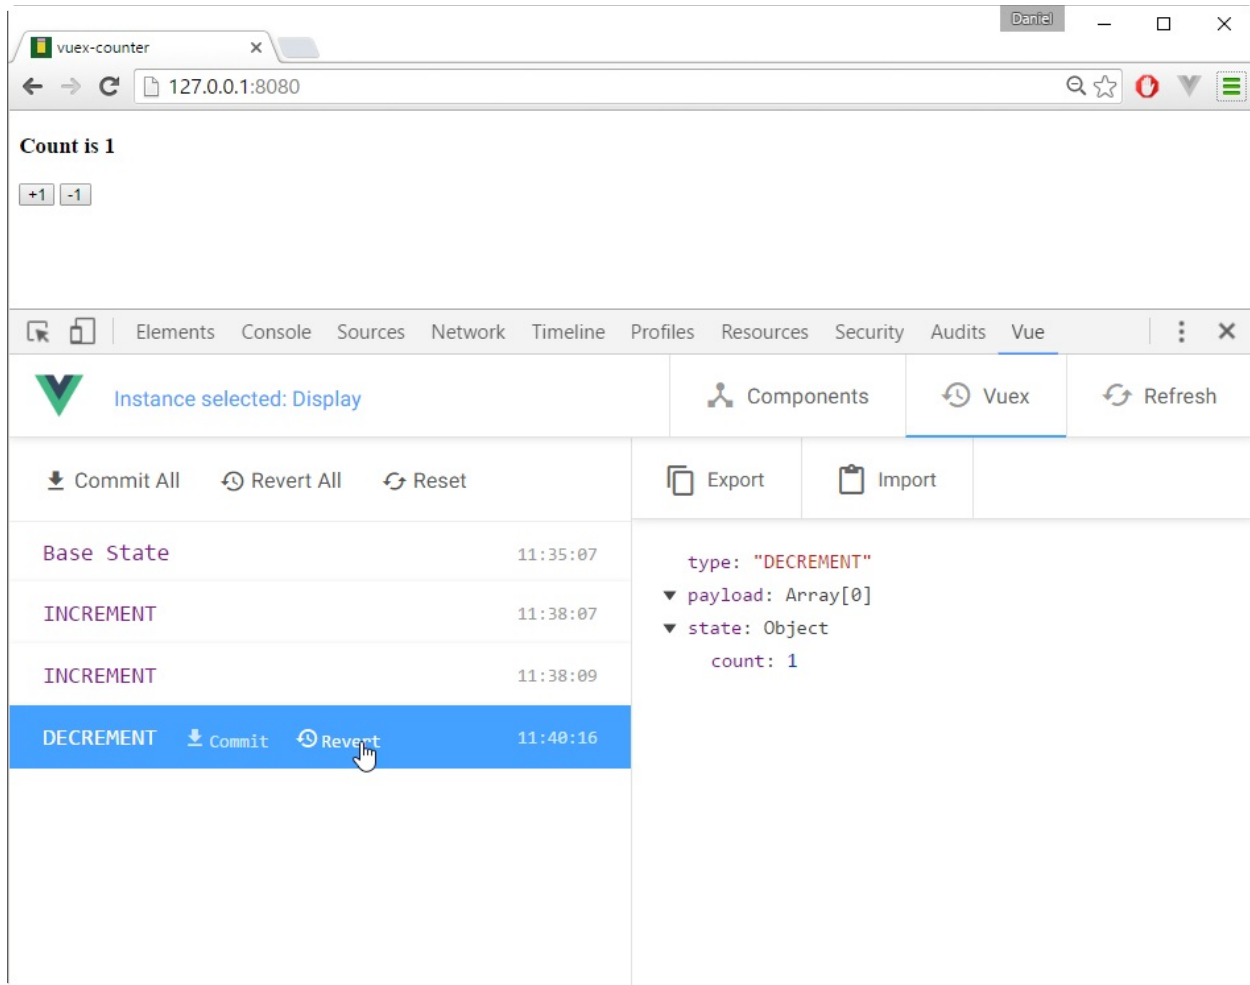 Daniel
vuex-counter
127.0.0.1:8080
Count is 1
+1 -1
Elements Console Sources Network Timeline Profiles Resources Security Audits Vue
Instance selected: Display
Components Vuex Refresh
Commit All Revert All Reset
Export Import
Base State 11:35:07
INCREMENT 11:38:07
INCREMENT 11:38:09
DECREMENT Commit Revert 11:40:16
type: "DECREMENT"
payload: Array[0]
state: Object
count: 1